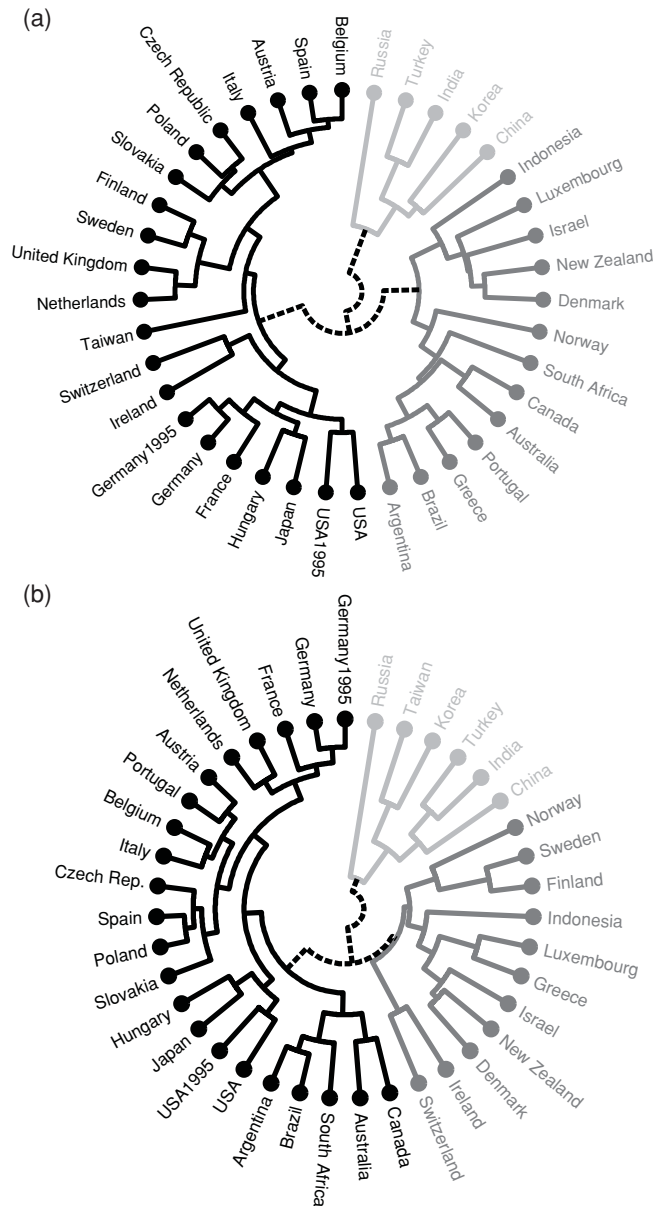 (a)
Belgium
Spain
Austria
Italy
Czech Republic
Poland
Slovakia
Finland
Sweden
United Kingdom
Netherlands
Taiwan
Switzerland
Ireland
Germany1995
Germany
France
Hungary
Japan
USA1995
USA
Russia
Turkey
India
Korea
China
Indonesia
Luxembourg
Israel
New Zealand
Denmark
Norway
South Africa
Canada
Australia
Portugal
Greece
Brazil
Argentina
(b)
Germany1995
Germany
France
United Kingdom
Netherlands
Austria
Portugal
Belgium
Italy
Czech Rep.
Spain
Poland
Slovakia
Hungary
Japan
USA1995
USA
Argentina
Brazil
South Africa
Australia
Canada
Russia
Taiwan
Korea
Turkey
India
China
Norway
Sweden
Finland
Indonesia
Luxembourg
Greece
Israel
New Zealand
Denmark
Ireland
Switzerland